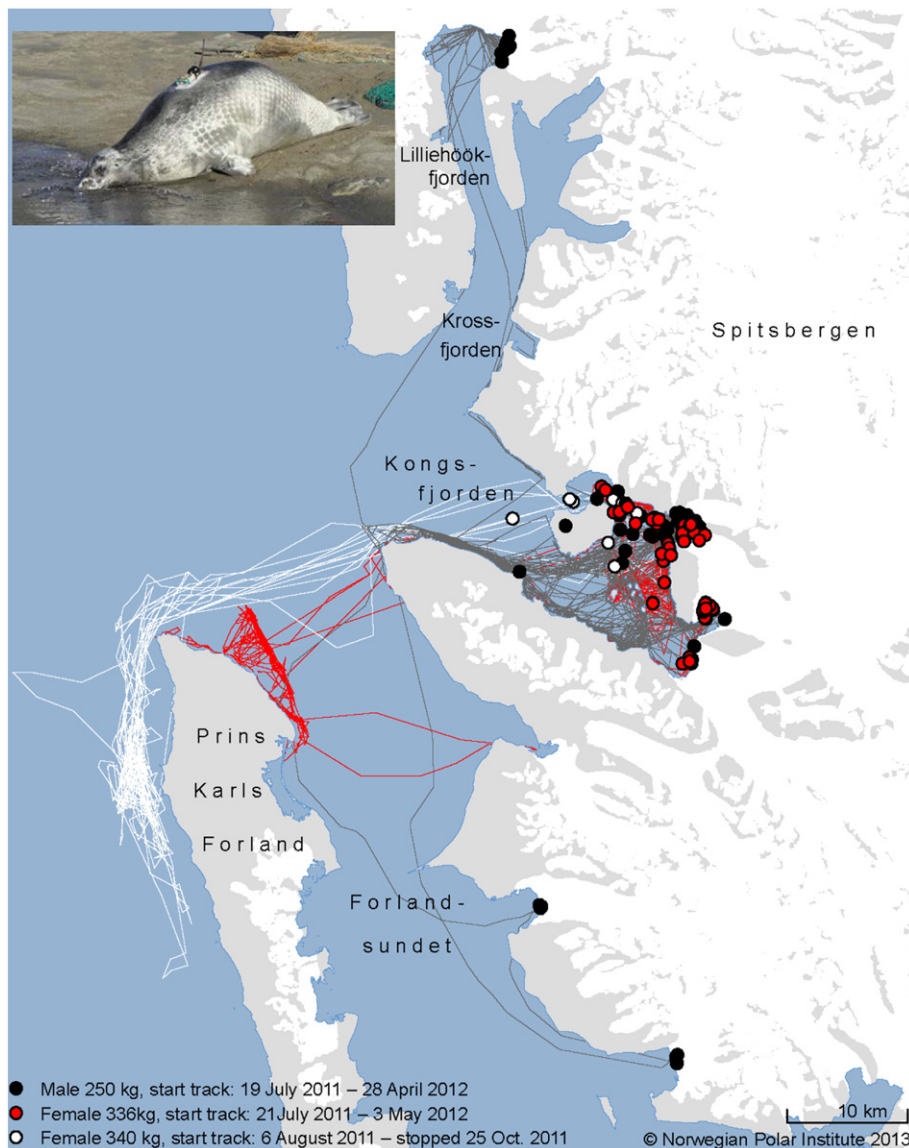 Lilliehöök-
fjorden
Kross-
fjorden
Spitsbergen
Kongs-
fjorden
Prins
Karls
Forland
Forland-
sundet
Male 250 kg, start track: 19 July 2011 – 28 April 2012
Female 336kg, start track: 21 July 2011 – 3 May 2012
Female 340 kg, start track: 6 August 2011 – stopped 25 Oct. 2011
10 km
© Norwegian Polar Institute 2013